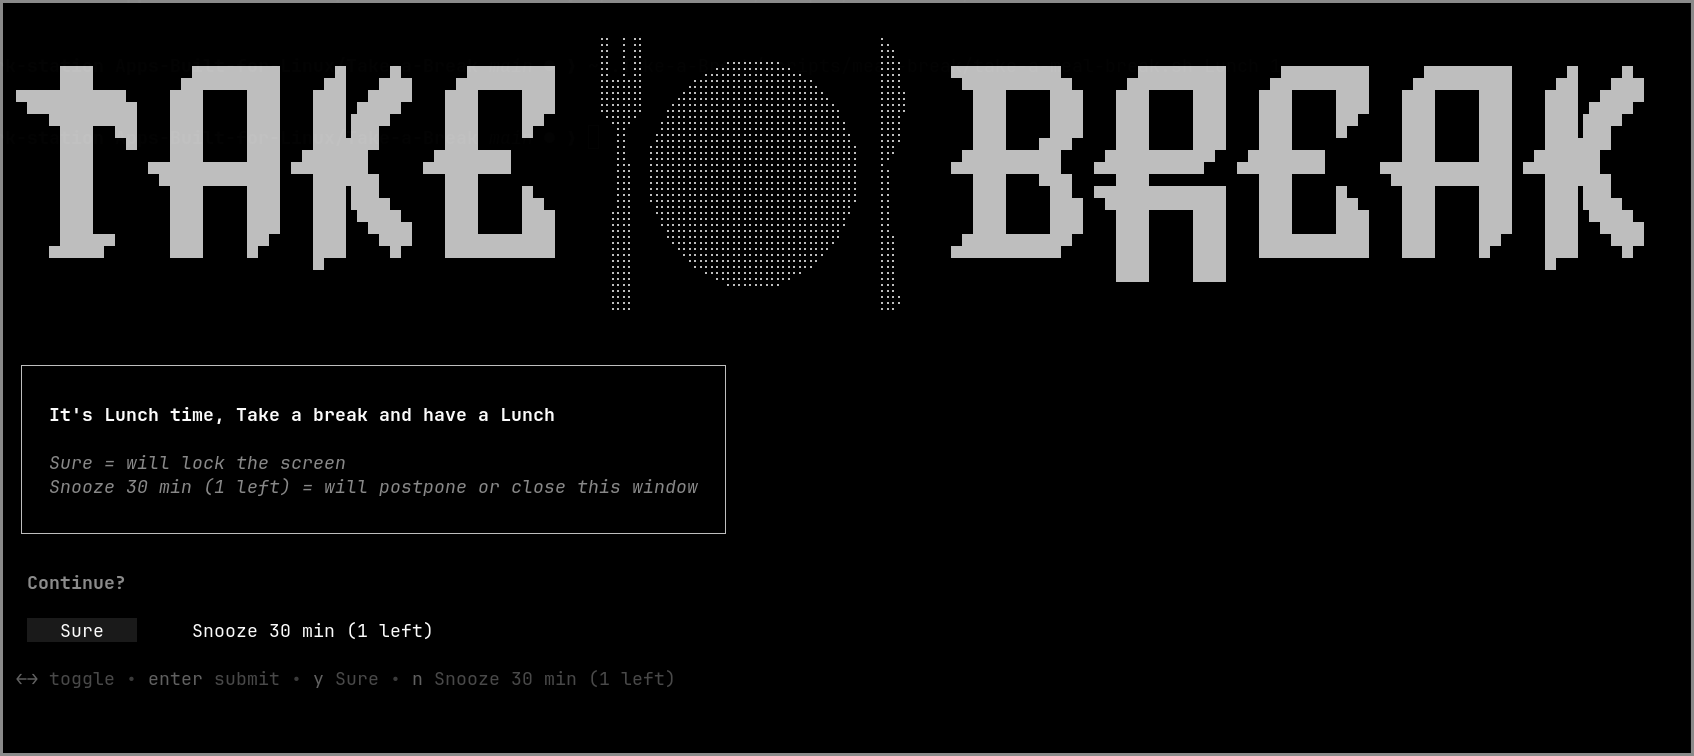 TAKE BREAK
It's Lunch time, Take a break and have a Lunch
Sure = will lock the screen
Snooze 30 min (1 left) = will postpone or close this window
Continue?
Sure Snooze 30 min (1 left)
↔ toggle • enter submit • y Sure • n Snooze 30 min (1 left)